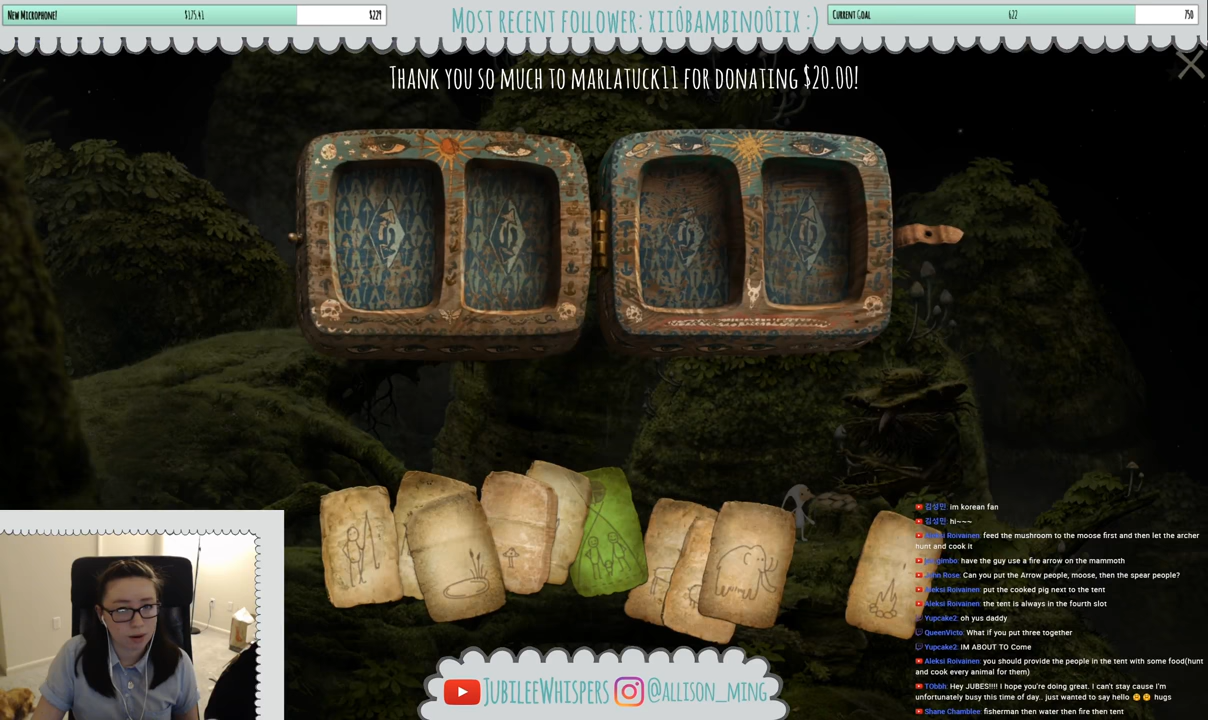 NEW MICROPHONE!
$175.41
$229
MOST RECENT FOLLOWER: XIIÓBAMBINOÓIIX :)
CURRENT GOAL
622
750
THANK YOU SO MUCH TO MARLATUCK11 FOR DONATING $20.00!
김성민: im korean fan
김성민: hi~~~
Roivainen: feed the mushroom to the moose first and then let the archer
hunt and cook it
have the guy use a fire arrow on the mammoth
John Rose: Can you put the Arrow people, moose, then the spear people?
Aleksi Roivainen: put the cooked pig next to the tent
Aleksi Roivainen: the tent is always in the fourth slot
Yupcake2: oh yus daddy
QueenVicto: What if you put three together
Yupcake2: IM ABOUT TO Come
Aleksi Roivainen: you should provide the people in the tent with some food(hunt
and cook every animal for them)
TObbh: Hey JUBES!!!! I hope you're doing great. I can't stay cause I'm
unfortunately busy this time of day.. just wanted to say hello 😕 😕 hugs
Shane Chamblee: fisherman then water then fire then tent
JUBILEEWHISPERS @ALLISON_MING